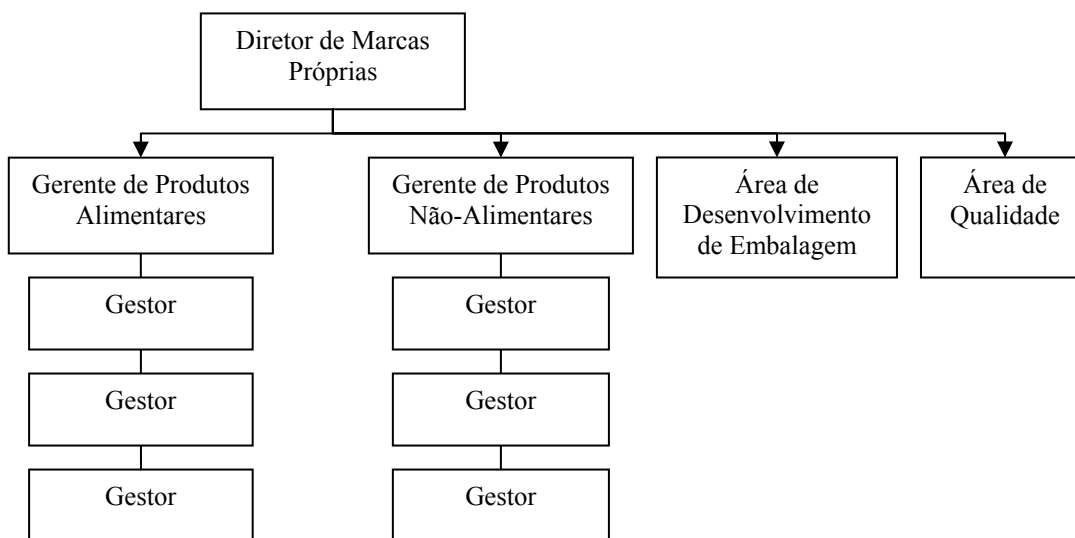 Diretor de Marcas
Próprias
Gerente de Produtos
Alimentares
Gerente de Produtos
Não-Alimentares
Área de
Desenvolvimento
de Embalagem
Área de
Qualidade
Gestor
Gestor
Gestor
Gestor
Gestor
Gestor